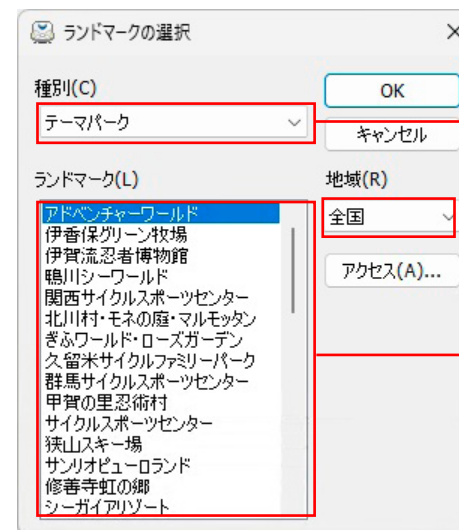 ランドマークの選択
種別(C)
テーマパーク
OK
キャンセル
ランドマーク(L)
地域(R)
全国
アクセス(A)...
アドベンチャーワールド
伊香保グリーン牧場
伊賀流忍者博物館
鴨川シーワールド
関西サイクルスポーツセンター
北川村・モネの庭・マルモッタン
ぎふワールド・ローズガーデン
久留米サイクルファミリーパーク
群馬サイクルスポーツセンター
甲賀の里忍術村
サイクルスポーツセンター
狭山スキー場
サンリオピューロランド
修善寺虹の郷
シーガイアリゾート